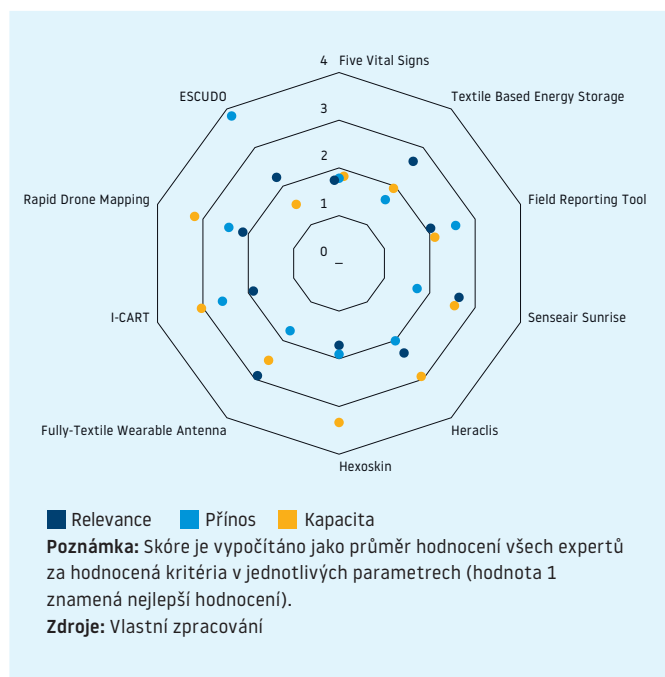 4 Five Vital Signs
ESCUDO
Textile Based Energy Storage
3
2
Rapid Drone Mapping
Field Reporting Tool
1
0
I-CART
Senseair Sunrise
Fully-Textile Wearable Antenna
Heraclis
Hexoskin
Relevance Přínos Kapacita
Poznámka: Skóre je vypočítáno jako průměr hodnocení všech expertů
za hodnocená kritéria v jednotlivých parametrech (hodnota 1
znamená nejlepší hodnocení).
Zdroje: Vlastní zpracování